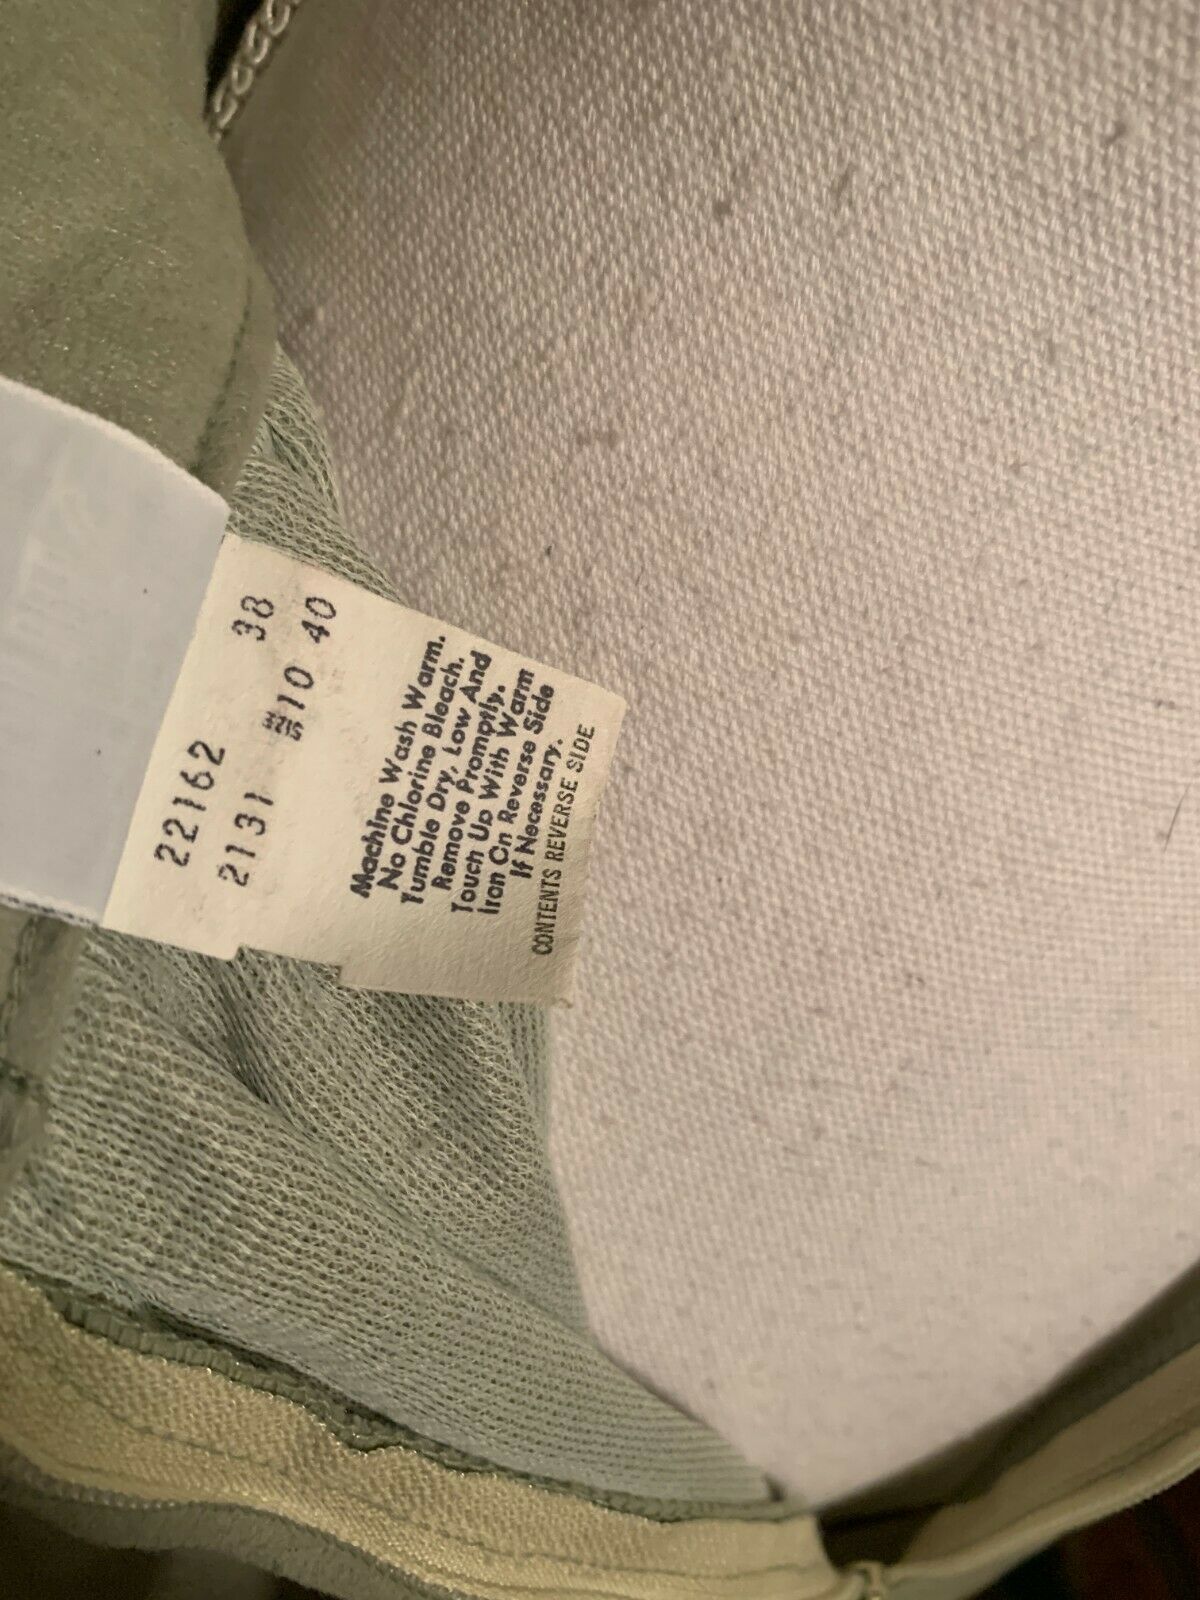 22162 38
2131 10 40
Machine Wash Warm.
No Chlorine Bleach.
Tumble Dry, Low And
Remove Promptly.
Touch Up With Warm
Iron On Reverse Side
If Necessary.
CONTENTS REVERSE SIDE